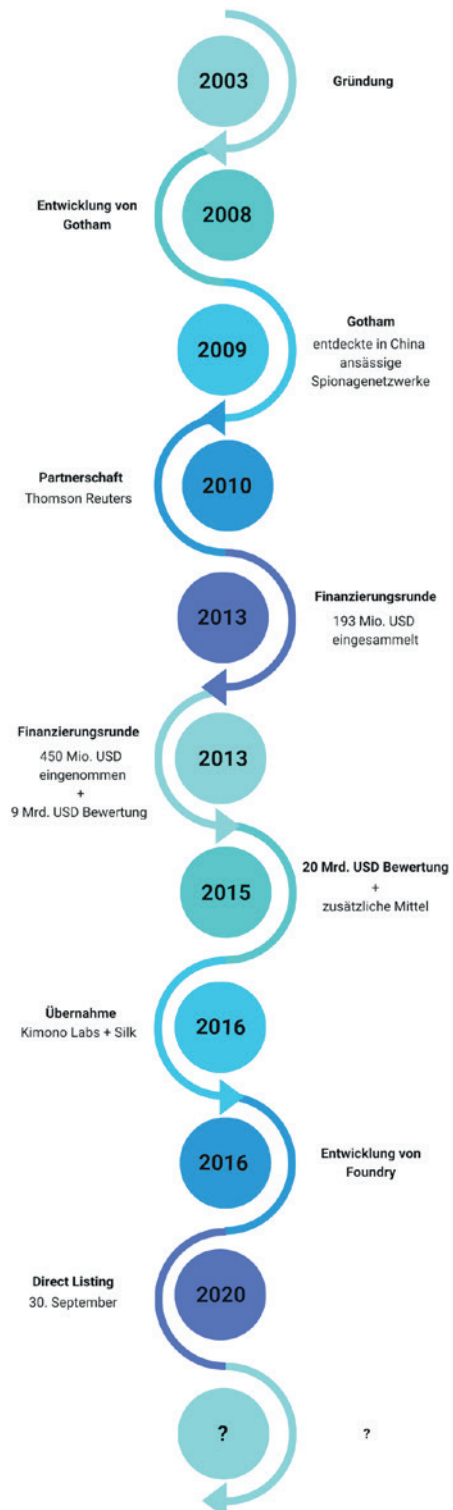 2003
Gründung
Entwicklung von
Gotham
2008
2009
Gotham
entdeckte in China
ansässige
Spionagenetzwerke
Partnerschaft
Thomson Reuters
2010
2013
Finanzierungsrunde
193 Mio. USD
eingesammelt
Finanzierungsrunde
450 Mio. USD
eingenommen
+
9 Mrd. USD Bewertung
2013
2015
20 Mrd. USD Bewertung
+
zusätzliche Mittel
Übernahme
Kimono Labs + Silk
2016
2016
Entwicklung von
Foundry
Direct Listing
30. September
2020
?
?